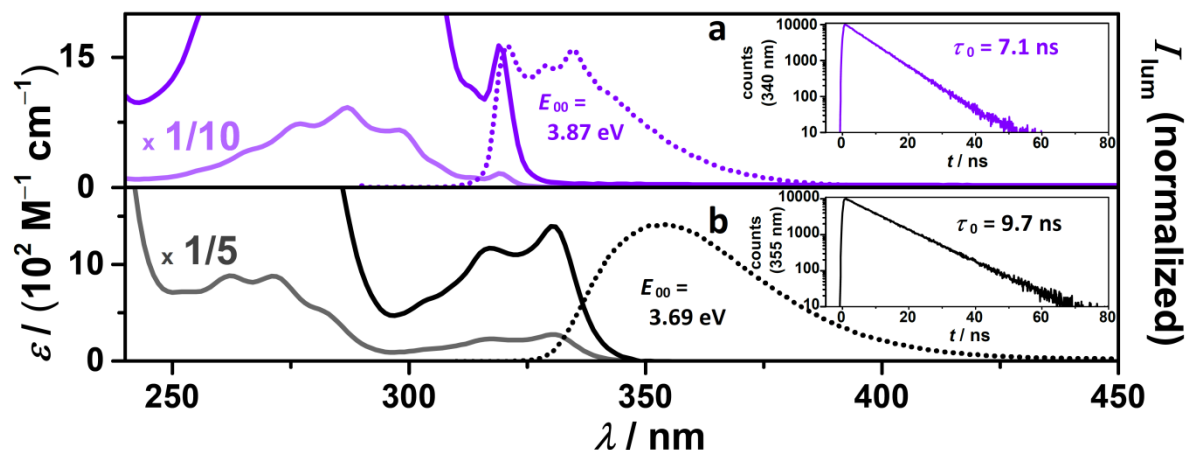 a
15
0
× 1/10
E00 =
3.87 eV
10000
1000
100
10
counts
(340 nm)
τ0 = 7.1 ns
0 20 40 60 80
t / ns
b
10
0
× 1/5
E00 =
3.69 eV
10000
1000
100
10
counts
(355 nm)
τ0 = 9.7 ns
0 20 40 60 80
t / ns
250 300 350 400 450
λ / nm
ε / (10² M⁻¹ cm⁻¹)
Ilum (normalized)